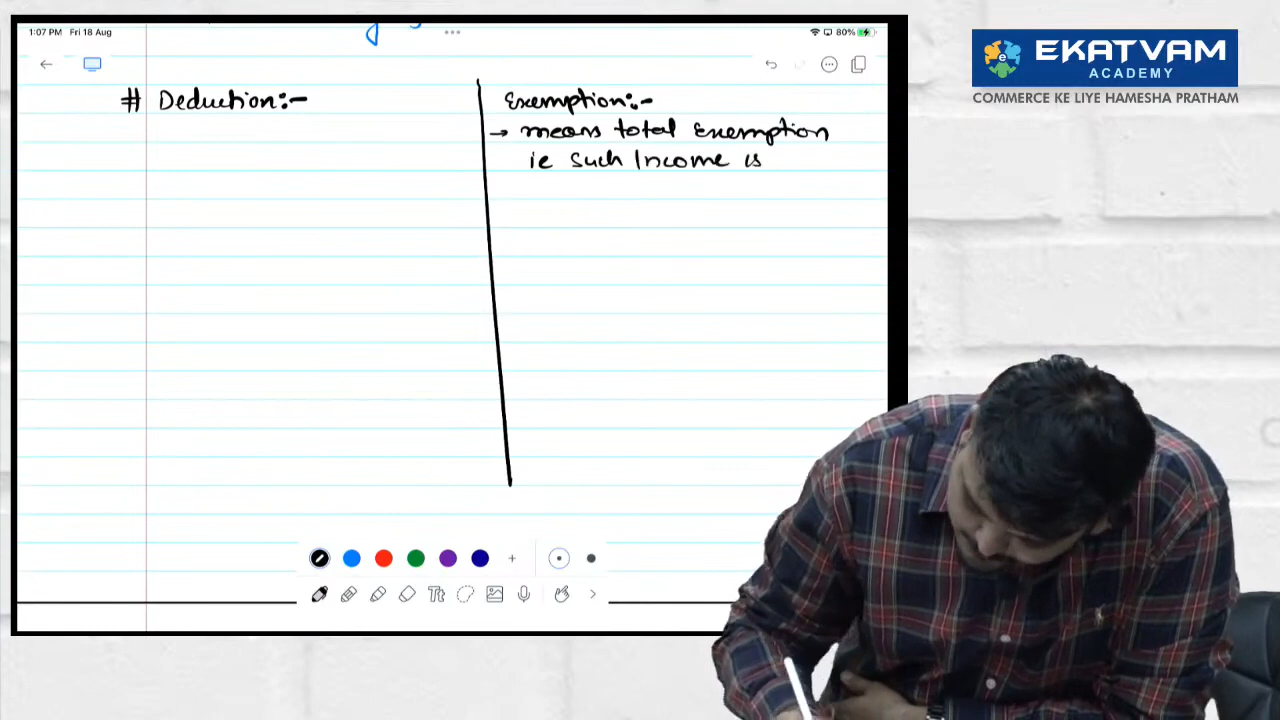 1:07 PM Fri 18 Aug
80%
# Deduction:-
Exemption:-
→ means total Exemption
ie Such Income is
Tt
EKATVAM
ACADEMY
COMMERCE KE LIYE HAMESHA PRATHAM